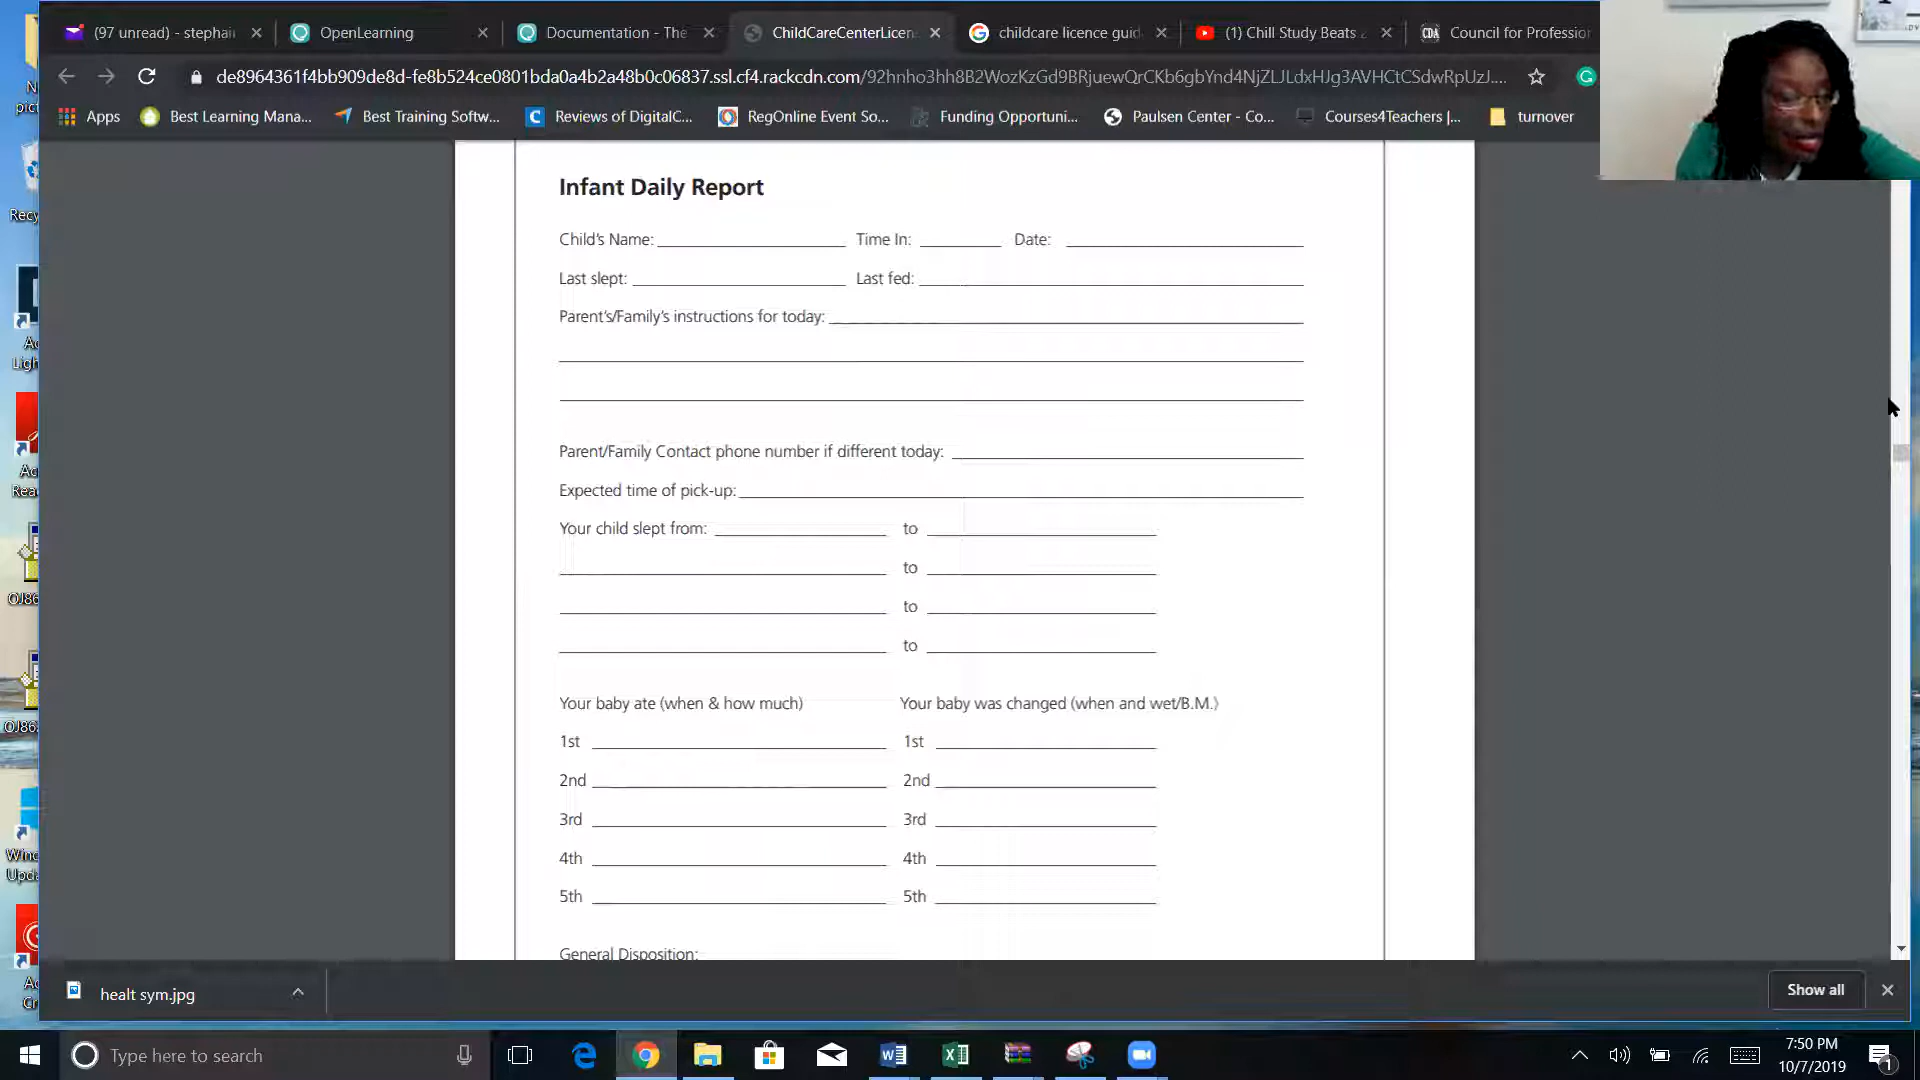 (97 unread) - stephai
OpenLearning
Documentation - The
ChildCareCenterLicen
childcare licence guid
(1) Chill Study Beats
CDA
Council for Profession
de8964361f4bb909de8d-fe8b524ce0801bda0a4b2a48b0c06837.ssl.cf4.rackcdn.com/92hnho3hh8B2WozKzGd9BRjuewQrCKb6gbYnd4NjZLJLdxHJg3AVHCtCSdwRpUzJ....
Apps
Best Learning Mana...
Best Training Softw...
Reviews of DigitalC...
RegOnline Event So...
Funding Opportuni...
Paulsen Center - Co...
Courses4Teachers |...
turnover
Infant Daily Report
Child's Name: Time In: Date:
Last slept: Last fed:
Parent's/Family's instructions for today:
Parent/Family Contact phone number if different today:
Expected time of pick-up:
Your child slept from: to
to
to
to
Your baby ate (when & how much) Your baby was changed (when and wet/B.M.)
1st 1st
2nd 2nd
3rd 3rd
4th 4th
5th 5th
General Disposition:
healt sym.jpg
Show all
Type here to search
7:50 PM
10/7/2019
1